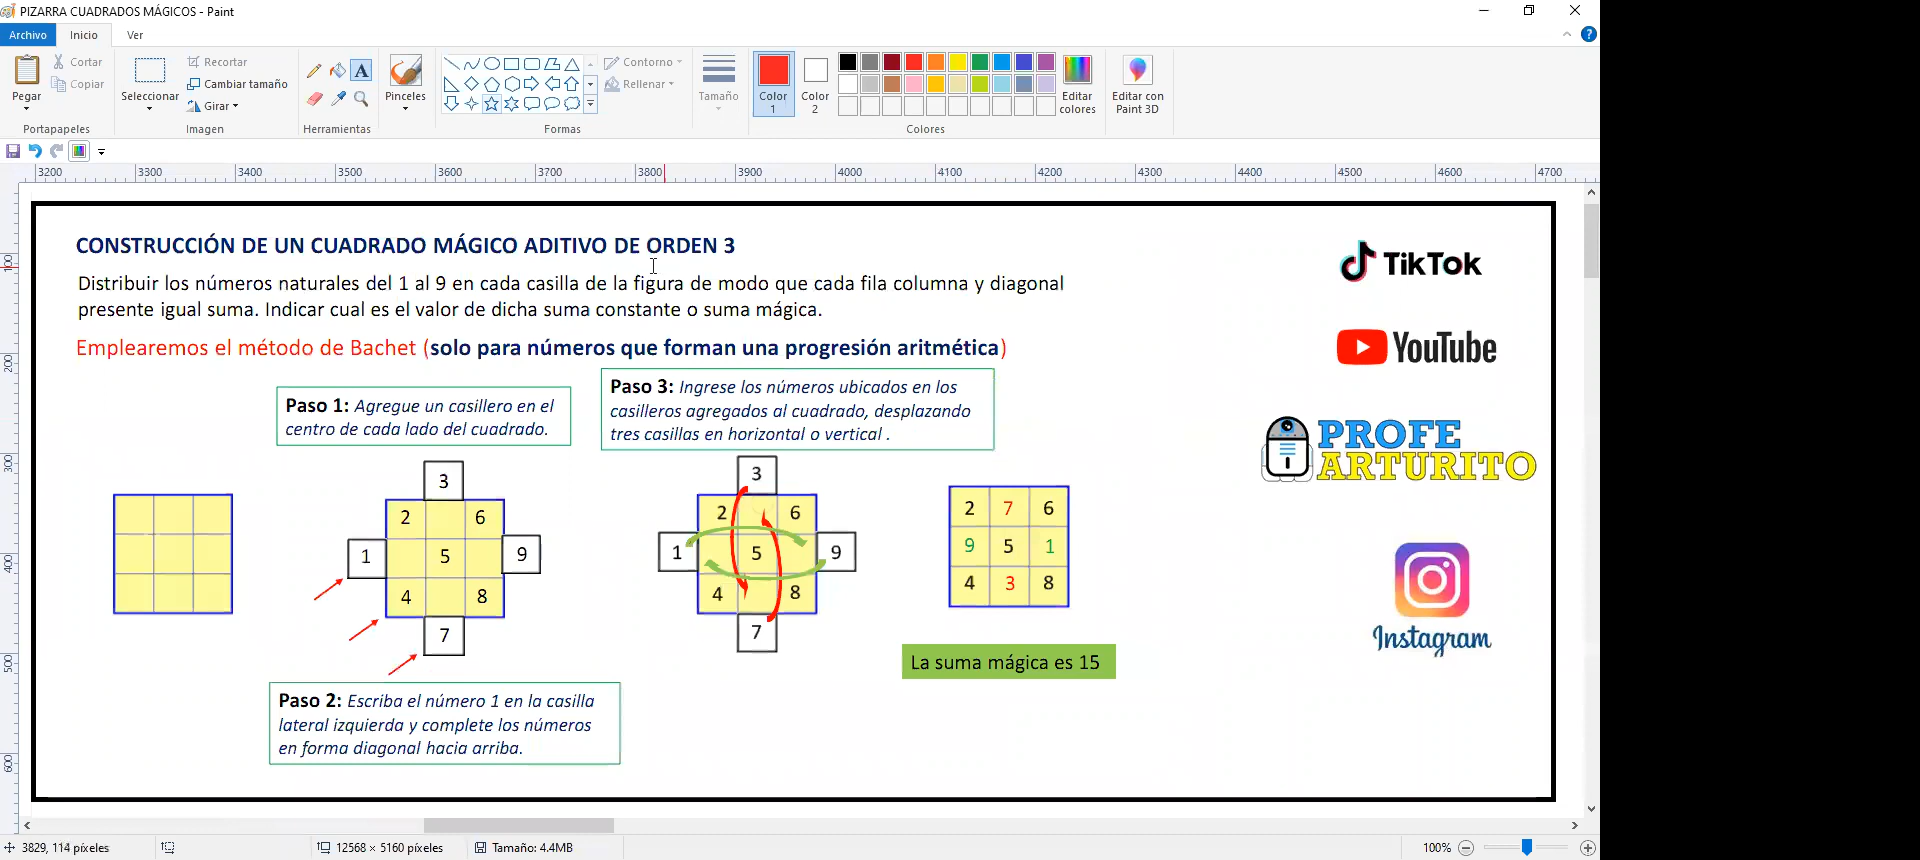 PIZARRA CUADRADOS MÁGICOS - Paint
Archivo
Inicio
Ver
Pegar
Cortar
Copiar
Portapapeles
Seleccionar
Recortar
Cambiar tamaño
Girar
Imagen
A
Herramientas
Pinceles
Contorno
Rellenar
Formas
Tamaño
Color 1
Color 2
Colores
Editar colores
Editar con Paint 3D
3200 3300 3400 3500 3600 3700 3800 3900 4000 4100 4200 4300 4400 4500 4600 4700
100
200
300
400
500
600
CONSTRUCCIÓN DE UN CUADRADO MÁGICO ADITIVO DE ORDEN 3
Distribuir los números naturales del 1 al 9 en cada casilla de la figura de modo que cada fila columna y diagonal
presente igual suma. Indicar cual es el valor de dicha suma constante o suma mágica.
Emplearemos el método de Bachet (solo para números que forman una progresión aritmética)
Paso 1: Agregue un casillero en el
centro de cada lado del cuadrado.
Paso 3: Ingrese los números ubicados en los
casilleros agregados al cuadrado, desplazando
tres casillas en horizontal o vertical .
3
2 6
1 5 9
4 8
7
3
2 6
1 5 9
4 8
7
2 7 6
9 5 1
4 3 8
La suma mágica es 15
Paso 2: Escriba el número 1 en la casilla
lateral izquierda y complete los números
en forma diagonal hacia arriba.
TikTok
YouTube
PROFE
ARTURITO
Instagram
3829, 114 píxeles
12568 × 5160 píxeles
Tamaño: 4.4MB
100%